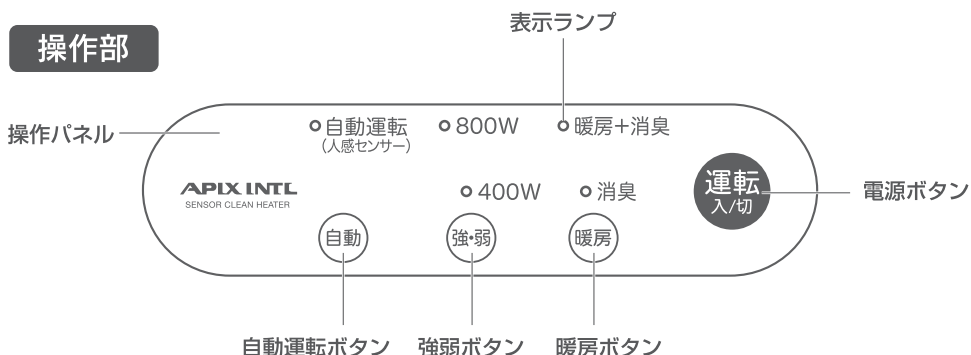 表示ランプ
操作部
操作パネル
自動運転
(人感センサー)
800W
暖房+消臭
APIX INTL
SENSOR CLEAN HEATER
400W
消臭
運転
入/切
電源ボタン
自動
強・弱
暖房
自動運転ボタン
強弱ボタン
暖房ボタン